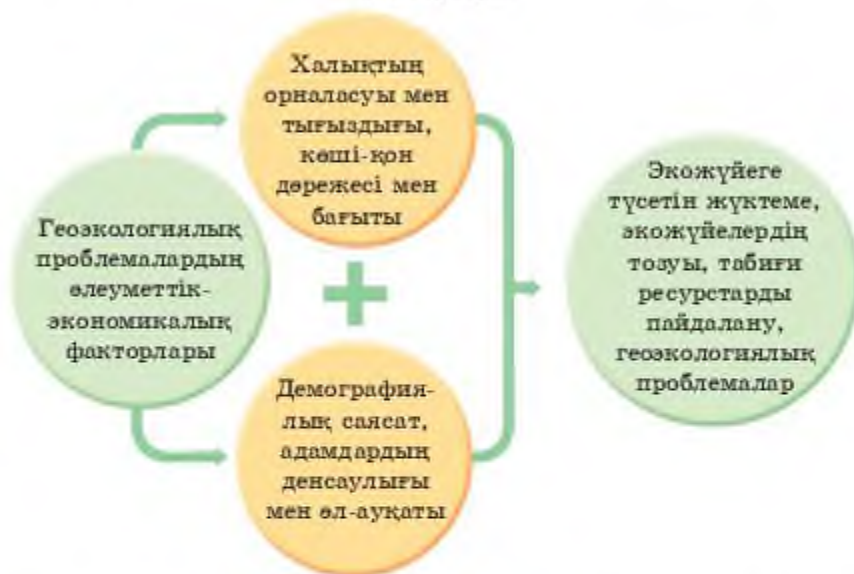 Геоэкологиялық
проблемалардың
әлеуметтік-
экономикалық
факторлары
Халықтың
орналасуы мен
тығыздығы,
көші-қон
дәрежесі мен
бағыты
Демография-
лық саясат,
адамдардың
денсаулығы
мен әл-ауқаты
Экожүйеге
түсетін жүктеме,
экожүйелердің
тозуы, табиғи
ресурстарды
пайдалану,
геоэкологиялық
проблемалар